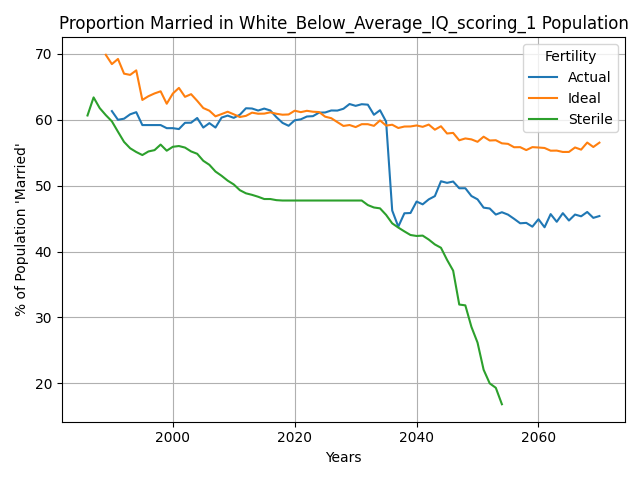 Proportion Married in White_Below_Average_IQ_scoring_1 Population
% of Population 'Married'
70
60
50
40
30
20
Fertility
Actual
Ideal
Sterile
2000
2020
2040
2060
Years